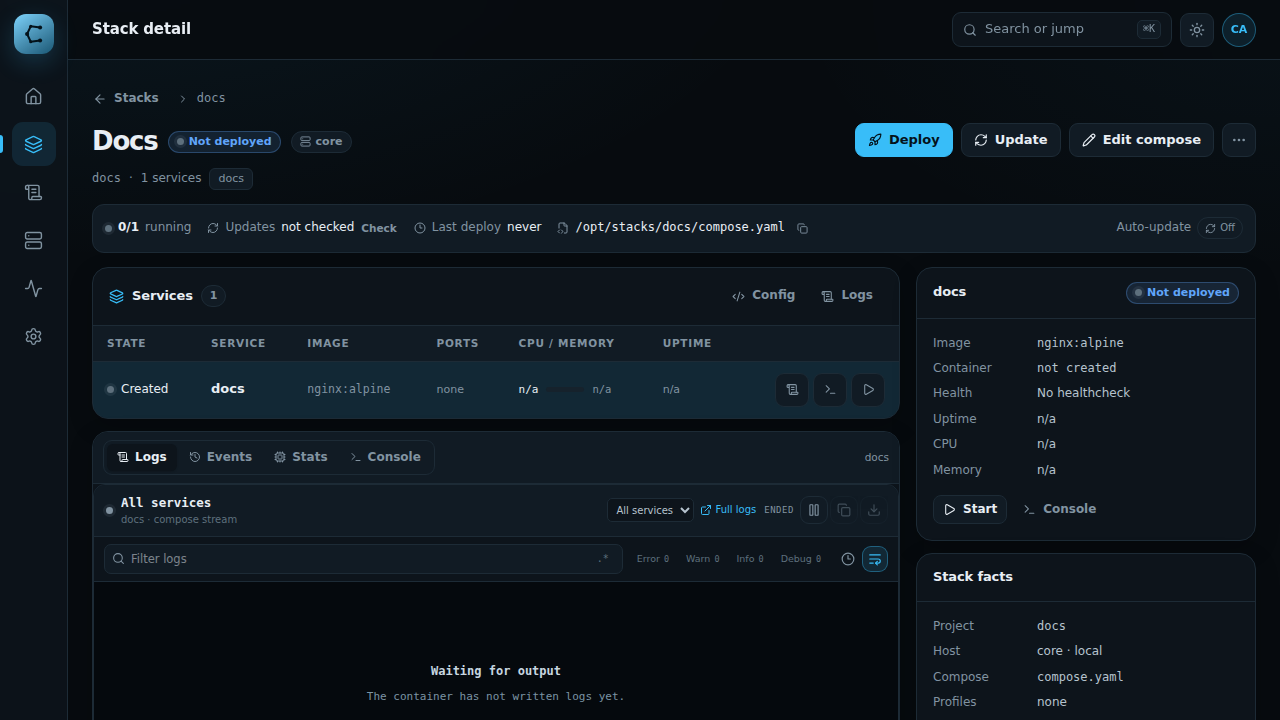 Stack detail
Search or jump
⌘K
CA
Stacks
docs
Docs
Not deployed
core
Deploy
Update
Edit compose
docs · 1 services
docs
0/1 running
Updates not checked Check
Last deploy never
/opt/stacks/docs/compose.yaml
Auto-update
Off
Services
1
Config
Logs
STATE SERVICE IMAGE PORTS CPU / MEMORY UPTIME
Created docs nginx:alpine none n/a n/a n/a
Logs
Events
Stats
Console
docs
All services
docs · compose stream
All services
Full logs
ENDED
Filter logs
.*
Error 0
Warn 0
Info 0
Debug 0
Waiting for output
The container has not written logs yet.
docs
Not deployed
Image nginx:alpine
Container not created
Health No healthcheck
Uptime n/a
CPU n/a
Memory n/a
Start
Console
Stack facts
Project docs
Host core · local
Compose compose.yaml
Profiles none